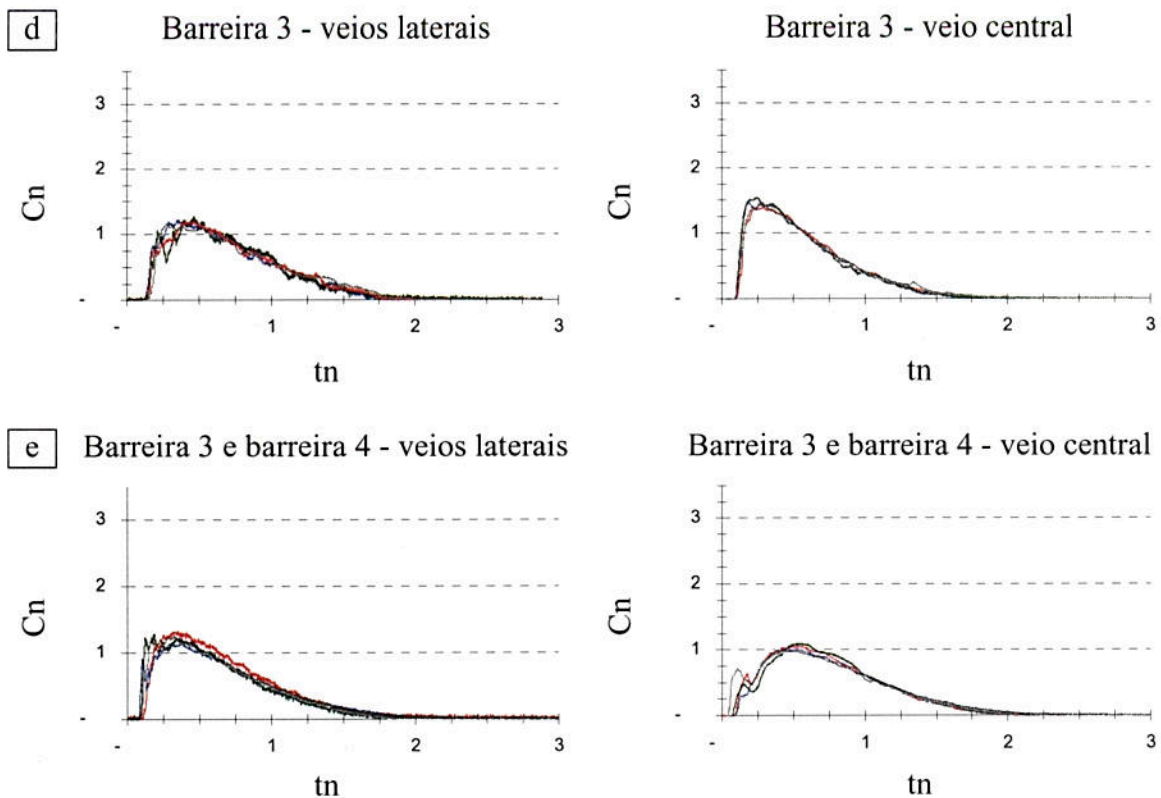 d
Barreira 3 - veios laterais
Cn
3
2
1
-
-
1
2
3
tn
Barreira 3 - veio central
Cn
3
2
1
-
-
1
2
3
tn
e
Barreira 3 e barreira 4 - veios laterais
Cn
3
2
1
-
-
1
2
3
tn
Barreira 3 e barreira 4 - veio central
Cn
3
2
1
-
-
1
2
3
tn